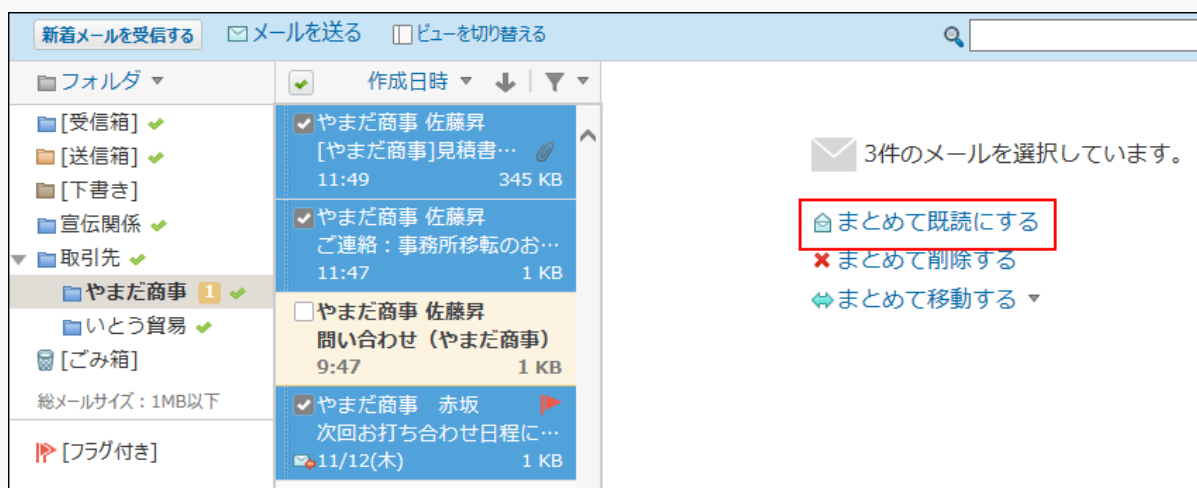 新着メールを受信する メールを送る ビューを切り替える
フォルダ
[受信箱]
[送信箱]
[下書き]
宣伝関係
取引先
やまだ商事 1
いとう貿易
[ごみ箱]
総メールサイズ：1MB以下
[フラグ付き]
作成日時
やまだ商事 佐藤昇
[やまだ商事]見積書…
11:49 345 KB
やまだ商事 佐藤昇
ご連絡：事務所移転のお…
11:47 1 KB
やまだ商事 佐藤昇
問い合わせ（やまだ商事）
9:47 1 KB
やまだ商事　赤坂
次回お打ち合わせ日程に…
11/12(木) 1 KB
3件のメールを選択しています。
まとめて既読にする
まとめて削除する
まとめて移動する